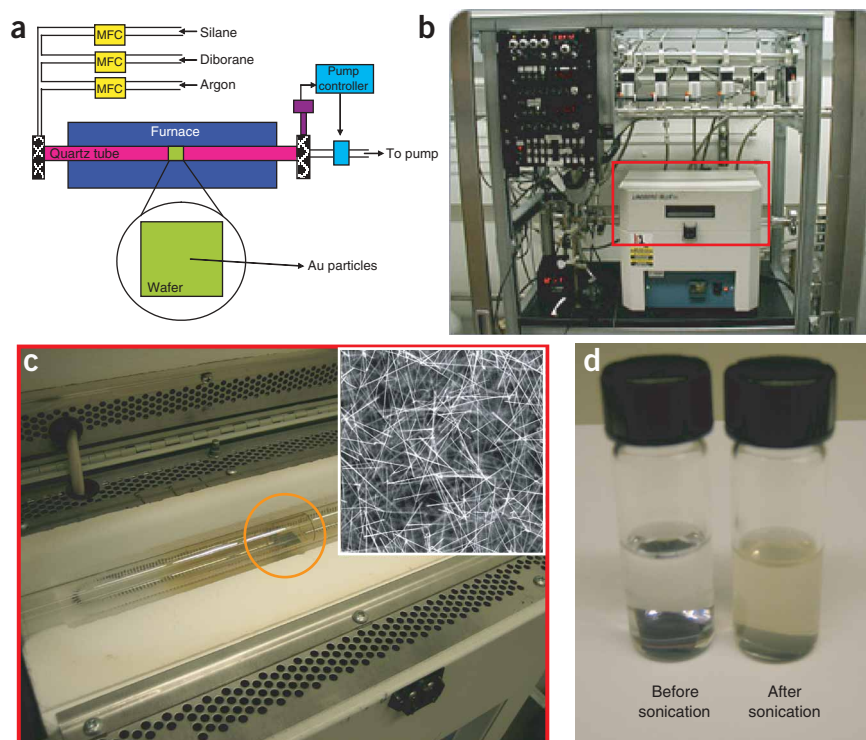 a
MFC
Silane
MFC
Diborane
MFC
Argon
Pump
controller
Furnace
Quartz tube
To pump
Wafer
Au particles
b
c
d
Before
sonication
After
sonication